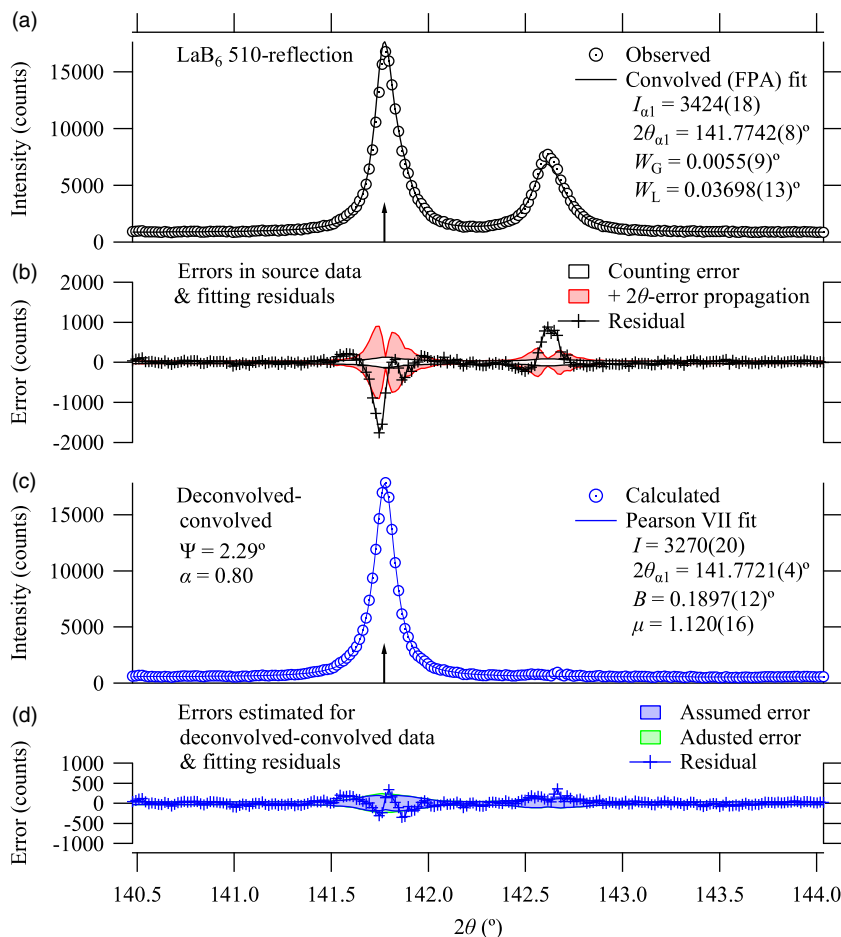 (a)
LaB₆ 510-reflection
Observed
Convolved (FPA) fit
I_α1 = 3424(18)
2θ_α1 = 141.7742(8)º
W_G = 0.0055(9)º
W_L = 0.03698(13)º
Intensity (counts)
15000
10000
5000
0
(b)
Errors in source data
& fitting residuals
Counting error
+ 2θ-error propagation
Residual
Error (counts)
2000
1000
0
-1000
-2000
(c)
Deconvolved-
convolved
Ψ = 2.29º
α = 0.80
Calculated
Pearson VII fit
I = 3270(20)
2θ_α1 = 141.7721(4)º
B = 0.1897(12)º
μ = 1.120(16)
Intensity (counts)
15000
10000
5000
0
(d)
Errors estimated for
deconvolved-convolved data
& fitting residuals
Assumed error
Adusted error
Residual
Error (counts)
1000
500
0
-500
-1000
140.5 141.0 141.5 142.0 142.5 143.0 143.5 144.0
2θ (º)